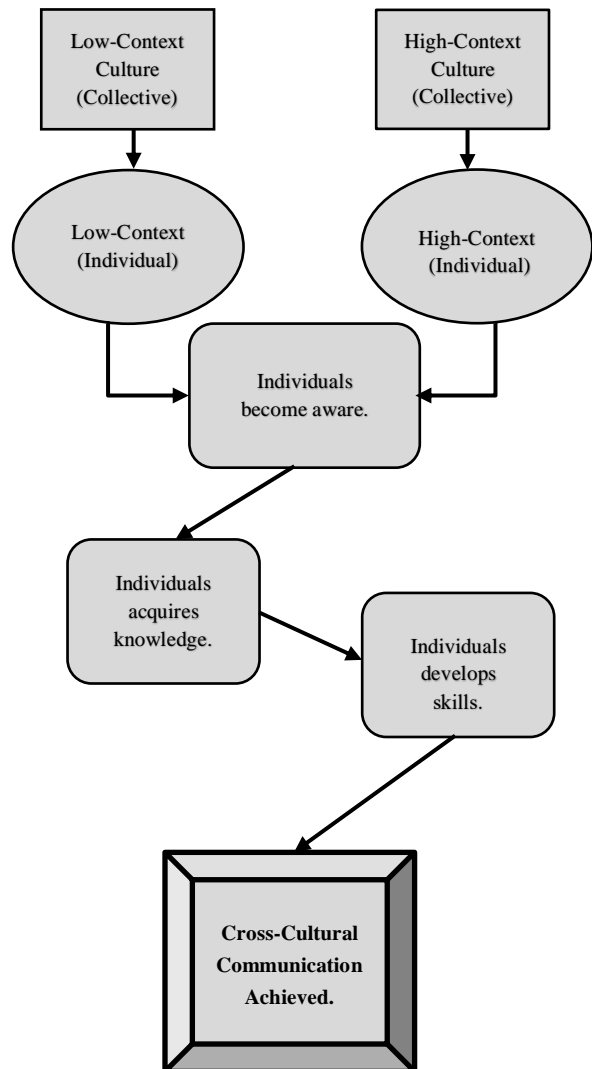 Low-Context
Culture
(Collective)
High-Context
Culture
(Collective)
Low-Context
(Individual)
High-Context
(Individual)
Individuals
become aware.
Individuals
acquires
knowledge.
Individuals
develops
skills.
Cross-Cultural
Communication
Achieved.